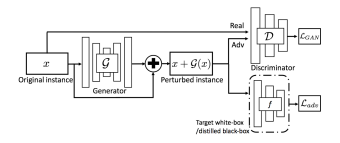 Real
Adv
D
L_GAN
Discriminator
x
Original instance
G
Generator
+
x + G(x)
Perturbed instance
f
L_adv
Target white-box
/distilled black-box